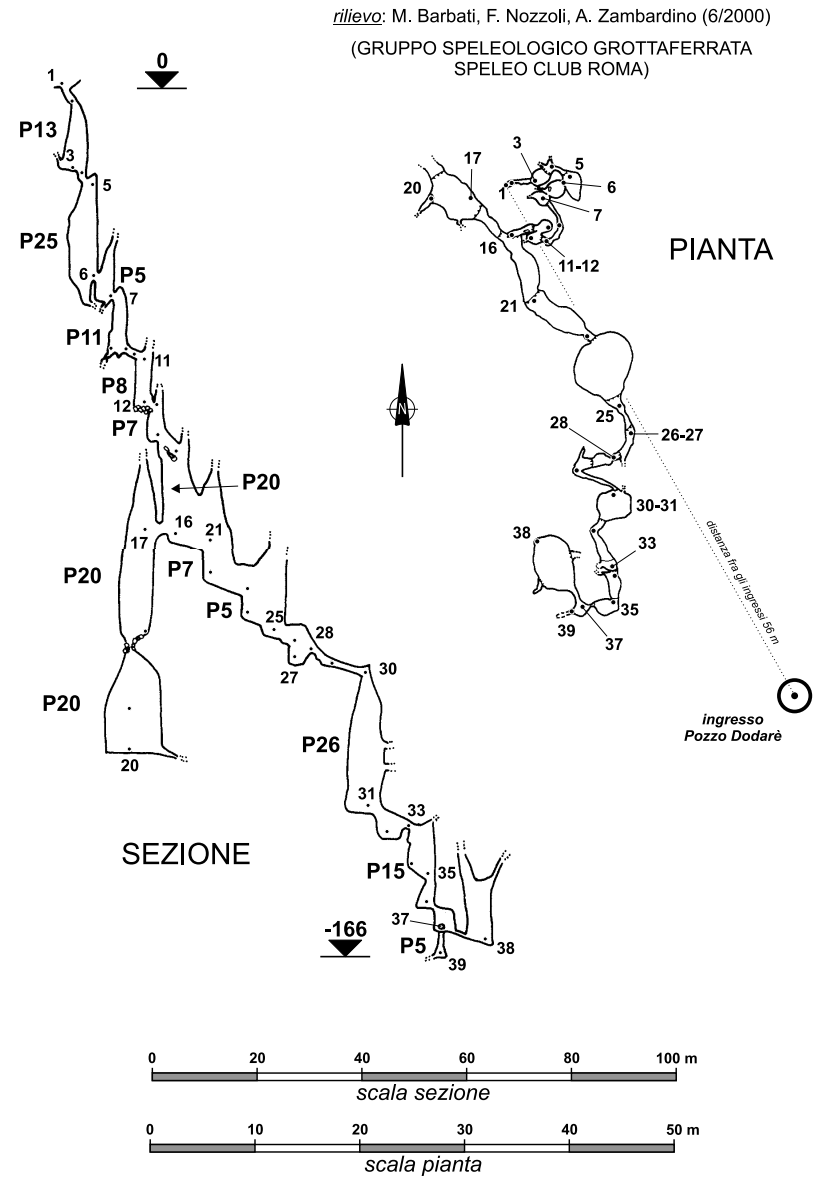 rilievo: M. Barbati, F. Nozzoli, A. Zambardino (6/2000)
(GRUPPO SPELEOLOGICO GROTTAFERRATA
SPELEO CLUB ROMA)
0
1
P13
3
5
P25
6
P5
7
P11
11
P8
12
P7
P20
16
21
17
P20
P7
P5
25
28
27
30
P20
20
P26
31
33
SEZIONE
P15
35
37
-166
P5
38
39
PIANTA
3
5
17
20
1
6
7
16
11-12
21
N
25
28
26-27
30-31
38
33
35
39
37
distanza fra gli ingressi 56 m
ingresso
Pozzo Dodarè
0 20 40 60 80 100 m
scala sezione
0 10 20 30 40 50 m
scala pianta